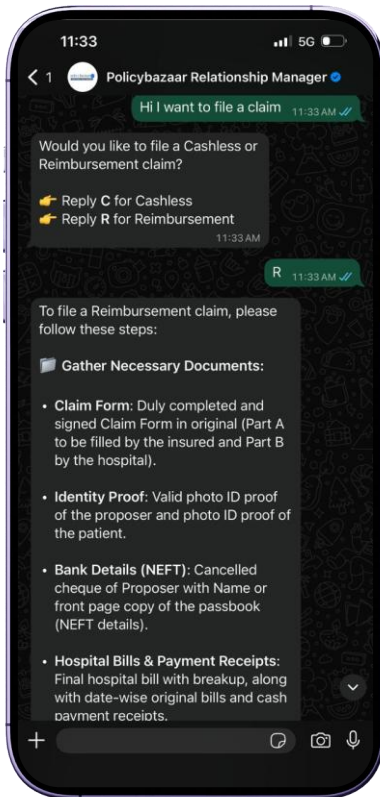 11:33
5G
1
Policybazaar Relationship Manager
Hi I want to file a claim 11:33 AM
Would you like to file a Cashless or
Reimbursement claim?
👉 Reply C for Cashless
👉 Reply R for Reimbursement
11:33 AM
R 11:33 AM
To file a Reimbursement claim, please
follow these steps:
📁 Gather Necessary Documents:
• Claim Form: Duly completed and
signed Claim Form in original (Part A
to be filled by the insured and Part B
by the hospital).
• Identity Proof: Valid photo ID proof
of the proposer and photo ID proof of
the patient.
• Bank Details (NEFT): Cancelled
cheque of Proposer with Name or
front page copy of the passbook
(NEFT details).
• Hospital Bills & Payment Receipts:
Final hospital bill with breakup, along
with date-wise original bills and cash
payment receipts.